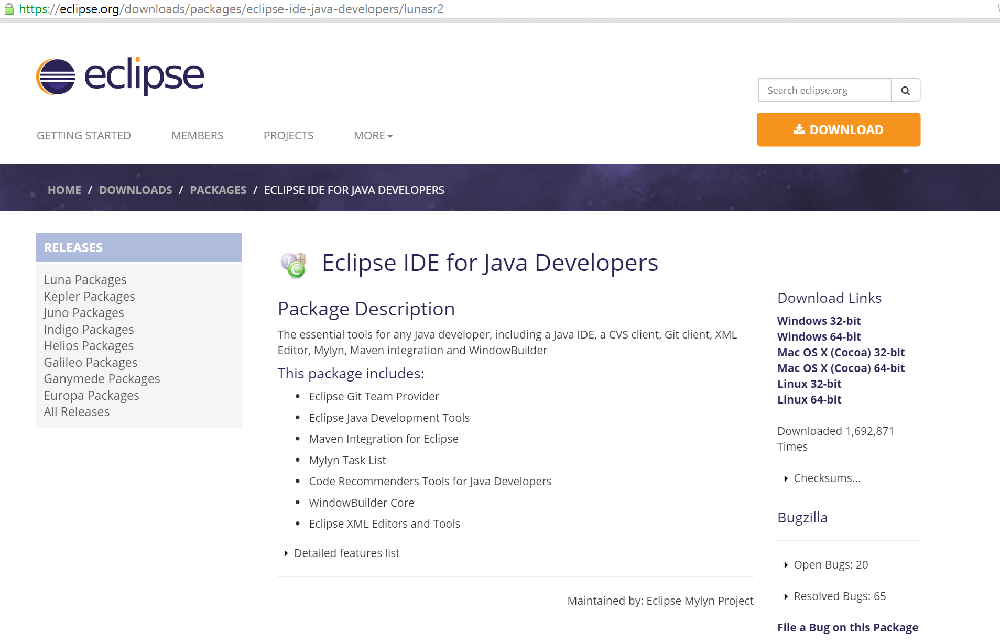 https://eclipse.org/downloads/packages/eclipse-ide-java-developers/lunasr2
eclipse
Search eclipse.org
DOWNLOAD
GETTING STARTED
MEMBERS
PROJECTS
MORE
HOME / DOWNLOADS / PACKAGES / ECLIPSE IDE FOR JAVA DEVELOPERS
RELEASES
Luna Packages
Kepler Packages
Juno Packages
Indigo Packages
Helios Packages
Galileo Packages
Ganymede Packages
Europa Packages
All Releases
Eclipse IDE for Java Developers
Package Description
The essential tools for any Java developer, including a Java IDE, a CVS client, Git client, XML
Editor, Mylyn, Maven integration and WindowBuilder
This package includes:
• Eclipse Git Team Provider
• Eclipse Java Development Tools
• Maven Integration for Eclipse
• Mylyn Task List
• Code Recommenders Tools for Java Developers
• WindowBuilder Core
• Eclipse XML Editors and Tools
Detailed features list
Maintained by: Eclipse Mylyn Project
Download Links
Windows 32-bit
Windows 64-bit
Mac OS X (Cocoa) 32-bit
Mac OS X (Cocoa) 64-bit
Linux 32-bit
Linux 64-bit
Downloaded 1,692,871
Times
Checksums...
Bugzilla
Open Bugs: 20
Resolved Bugs: 65
File a Bug on this Package